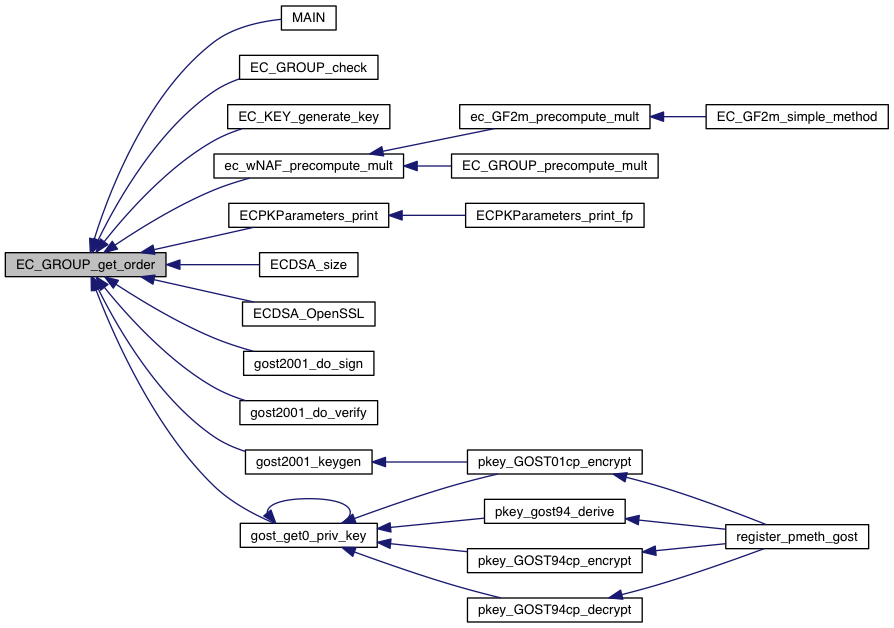 MAIN
EC_GROUP_check
EC_KEY_generate_key
ec_GF2m_precompute_mult
EC_GF2m_simple_method
ec_wNAF_precompute_mult
EC_GROUP_precompute_mult
ECPKParameters_print
ECPKParameters_print_fp
EC_GROUP_get_order
ECDSA_size
ECDSA_OpenSSL
gost2001_do_sign
gost2001_do_verify
gost2001_keygen
pkey_GOST01cp_encrypt
pkey_gost94_derive
gost_get0_priv_key
register_pmeth_gost
pkey_GOST94cp_encrypt
pkey_GOST94cp_decrypt